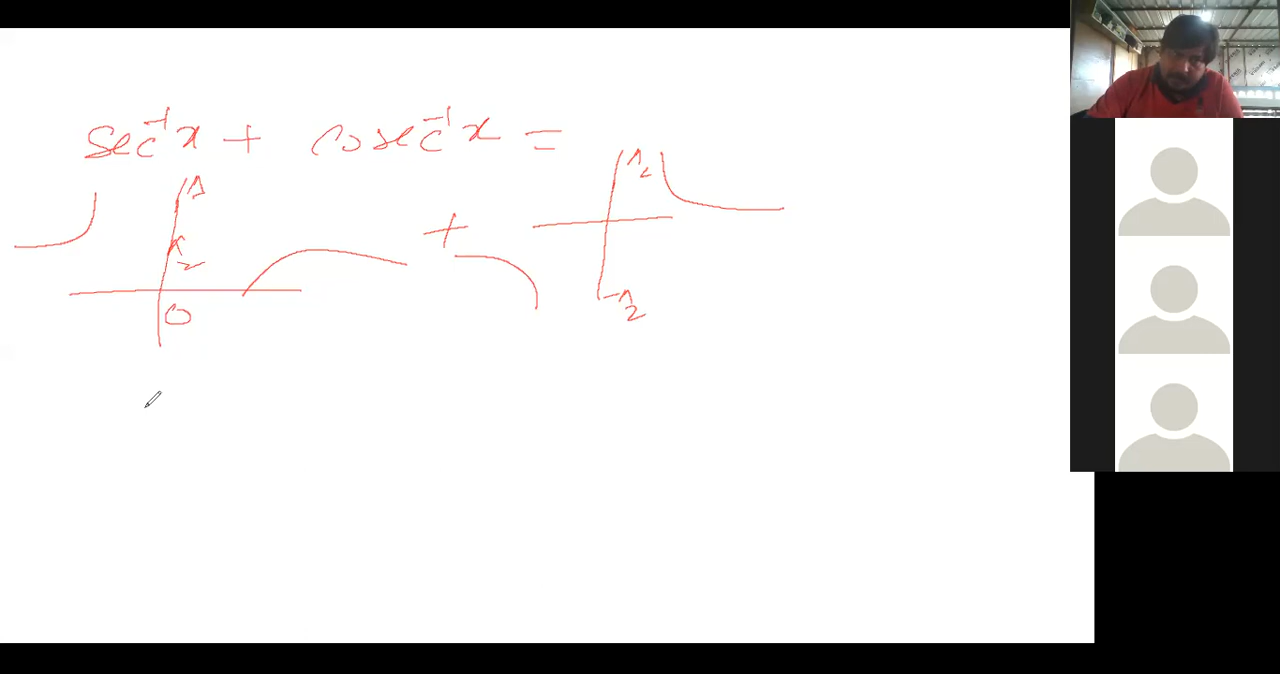 sec⁻¹x + cosec⁻¹x =
π
π/2
+
π/2
0
-π/2